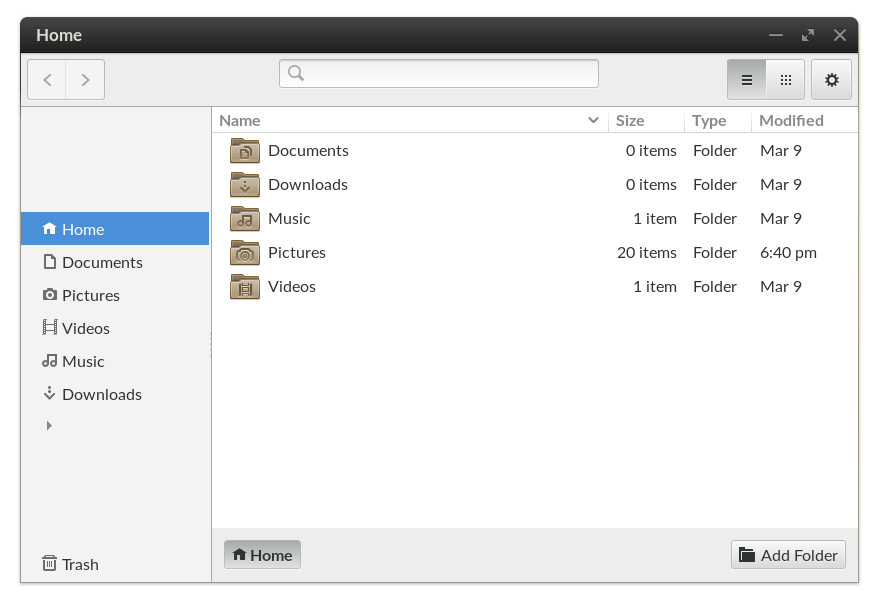 Home
Name Size Type Modified
Documents 0 items Folder Mar 9
Downloads 0 items Folder Mar 9
Music 1 item Folder Mar 9
Pictures 20 items Folder 6:40 pm
Videos 1 item Folder Mar 9
Home
Documents
Pictures
Videos
Music
Downloads
Trash
Home
Add Folder